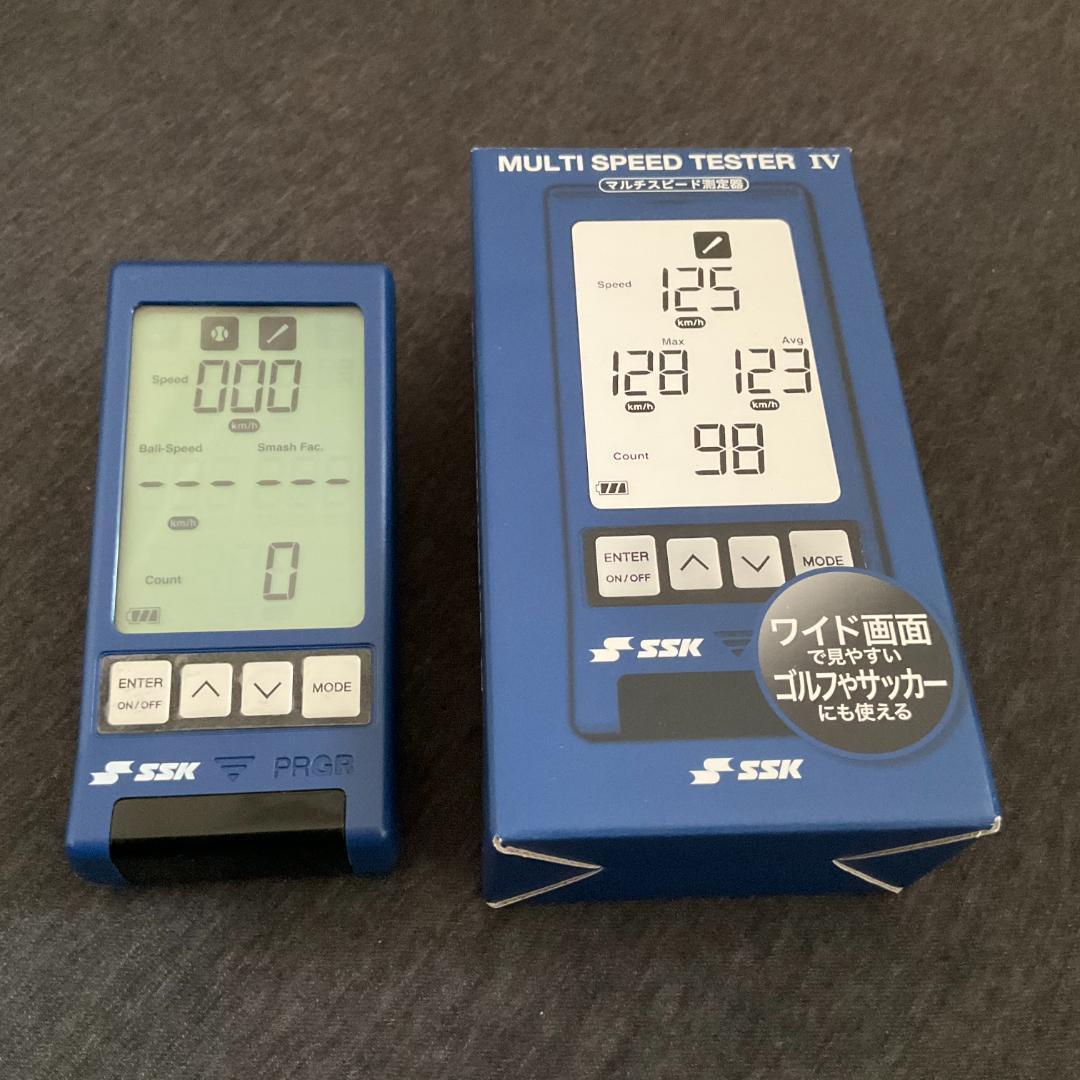 Speed 000
km/h
Ball-Speed Smash Fac.
--- ---
km/h
Count 0
ENTER
ON/OFF
MODE
SSK PRGR
MULTI SPEED TESTER IV
マルチスピード測定器
Speed 125
km/h
Max Avg
128 123
km/h km/h
Count 98
ENTER
ON/OFF
MODE
SSK
ワイド画面
で見やすい
ゴルフやサッカー
にも使える
SSK